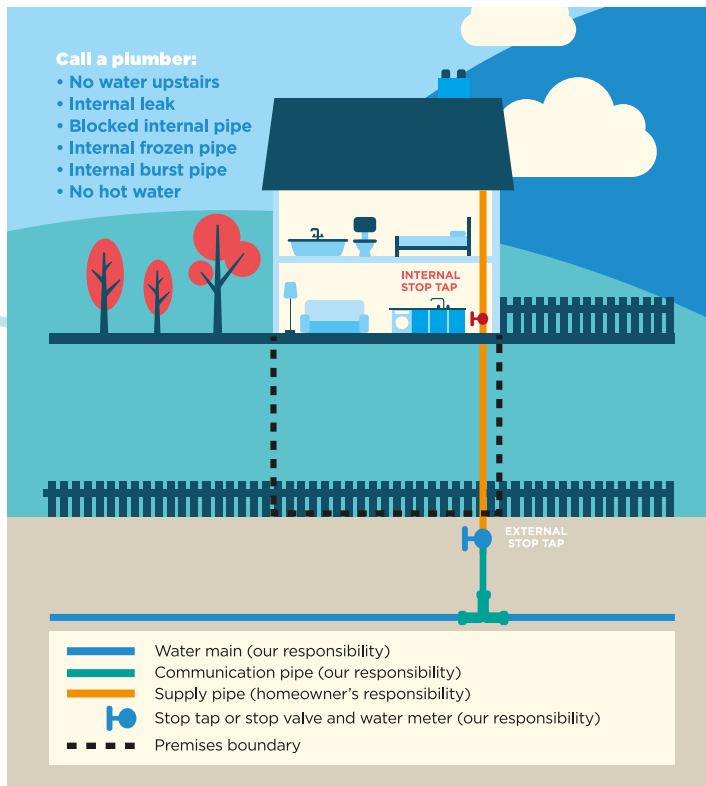 Call a plumber:
• No water upstairs
• Internal leak
• Blocked internal pipe
• Internal frozen pipe
• Internal burst pipe
• No hot water
INTERNAL
STOP TAP
EXTERNAL
STOP TAP
Water main (our responsibility)
Communication pipe (our responsibility)
Supply pipe (homeowner’s responsibility)
Stop tap or stop valve and water meter (our responsibility)
Premises boundary